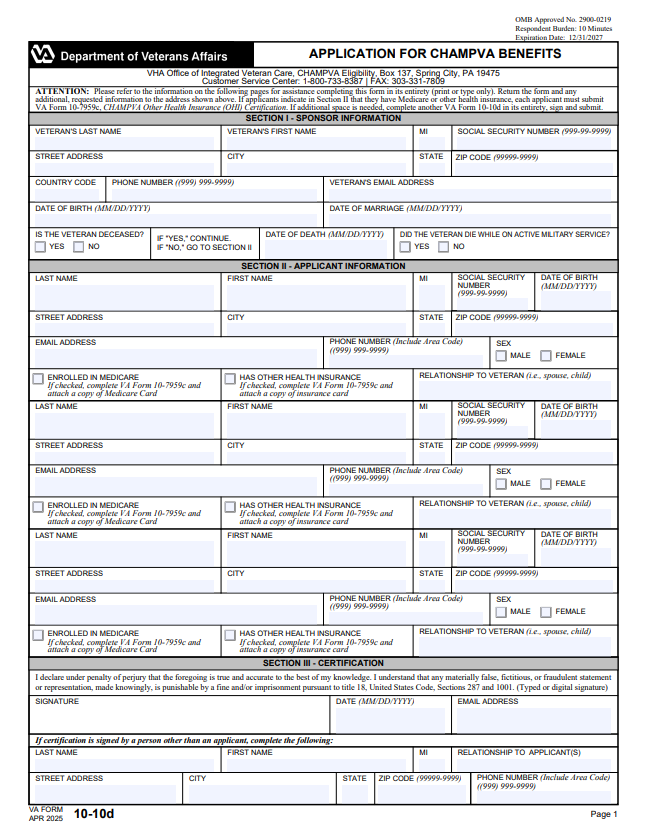 OMB Approved No. 2900-0219
Respondent Burden: 10 Minutes
Expiration Date: 12/31/2027
VA Department of Veterans Affairs APPLICATION FOR CHAMPVA BENEFITS
VHA Office of Integrated Veteran Care, CHAMPVA Eligibility, Box 137, Spring City, PA 19475
Customer Service Center: 1-800-733-8387 | FAX: 303-331-7809
ATTENTION: Please refer to the information on the following pages for assistance completing this form in its entirety (print or type only). Return the form and any
additional, requested information to the address shown above. If applicants indicate in Section II that they have Medicare or other health insurance, each applicant must submit
VA Form 10-7959c, CHAMPVA Other Health Insurance (OHI) Certification. If additional space is needed, complete another VA Form 10-10d in its entirety, sign and submit.
SECTION I - SPONSOR INFORMATION
VETERAN'S LAST NAME VETERAN'S FIRST NAME MI SOCIAL SECURITY NUMBER (999-99-9999)
STREET ADDRESS CITY STATE ZIP CODE (99999-9999)
COUNTRY CODE PHONE NUMBER ((999) 999-9999) VETERAN'S EMAIL ADDRESS
DATE OF BIRTH (MM/DD/YYYY) DATE OF MARRIAGE (MM/DD/YYYY)
IS THE VETERAN DECEASED? IF "YES," CONTINUE. DATE OF DEATH (MM/DD/YYYY) DID THE VETERAN DIE WHILE ON ACTIVE MILITARY SERVICE?
YES NO IF "NO," GO TO SECTION II YES NO
SECTION II - APPLICANT INFORMATION
LAST NAME FIRST NAME MI SOCIAL SECURITY DATE OF BIRTH
NUMBER (MM/DD/YYYY)
(999-99-9999)
STREET ADDRESS CITY STATE ZIP CODE (99999-9999)
EMAIL ADDRESS PHONE NUMBER (Include Area Code) SEX
((999) 999-9999) MALE FEMALE
ENROLLED IN MEDICARE HAS OTHER HEALTH INSURANCE RELATIONSHIP TO VETERAN (i.e., spouse, child)
If checked, complete VA Form 10-7959c and If checked, complete VA Form 10-7959c and
attach a copy of Medicare Card attach a copy of insurance card
LAST NAME FIRST NAME MI SOCIAL SECURITY DATE OF BIRTH
NUMBER (MM/DD/YYYY)
(999-99-9999)
STREET ADDRESS CITY STATE ZIP CODE (99999-9999)
EMAIL ADDRESS PHONE NUMBER (Include Area Code) SEX
((999) 999-9999) MALE FEMALE
ENROLLED IN MEDICARE HAS OTHER HEALTH INSURANCE RELATIONSHIP TO VETERAN (i.e., spouse, child)
If checked, complete VA Form 10-7959c and If checked, complete VA Form 10-7959c and
attach a copy of Medicare Card attach a copy of insurance card
LAST NAME FIRST NAME MI SOCIAL SECURITY DATE OF BIRTH
NUMBER (MM/DD/YYYY)
(999-99-9999)
STREET ADDRESS CITY STATE ZIP CODE (99999-9999)
EMAIL ADDRESS PHONE NUMBER (Include Area Code) SEX
((999) 999-9999) MALE FEMALE
ENROLLED IN MEDICARE HAS OTHER HEALTH INSURANCE RELATIONSHIP TO VETERAN (i.e., spouse, child)
If checked, complete VA Form 10-7959c and If checked, complete VA Form 10-7959c and
attach a copy of Medicare Card attach a copy of insurance card
SECTION III - CERTIFICATION
I declare under penalty of perjury that the foregoing is true and accurate to the best of my knowledge. I understand that any materially false, fictitious, or fraudulent statement
or representation, made knowingly, is punishable by a fine and/or imprisonment pursuant to title 18, United States Code, Sections 287 and 1001. (Typed or digital signature)
SIGNATURE DATE (MM/DD/YYYY) EMAIL ADDRESS
If certification is signed by a person other than an applicant, complete the following:
LAST NAME FIRST NAME MI RELATIONSHIP TO APPLICANT(S)
STREET ADDRESS CITY STATE ZIP CODE (99999-9999) PHONE NUMBER (Include Area Code)
((999) 999-9999)
VA FORM
APR 2025 10-10d Page 1